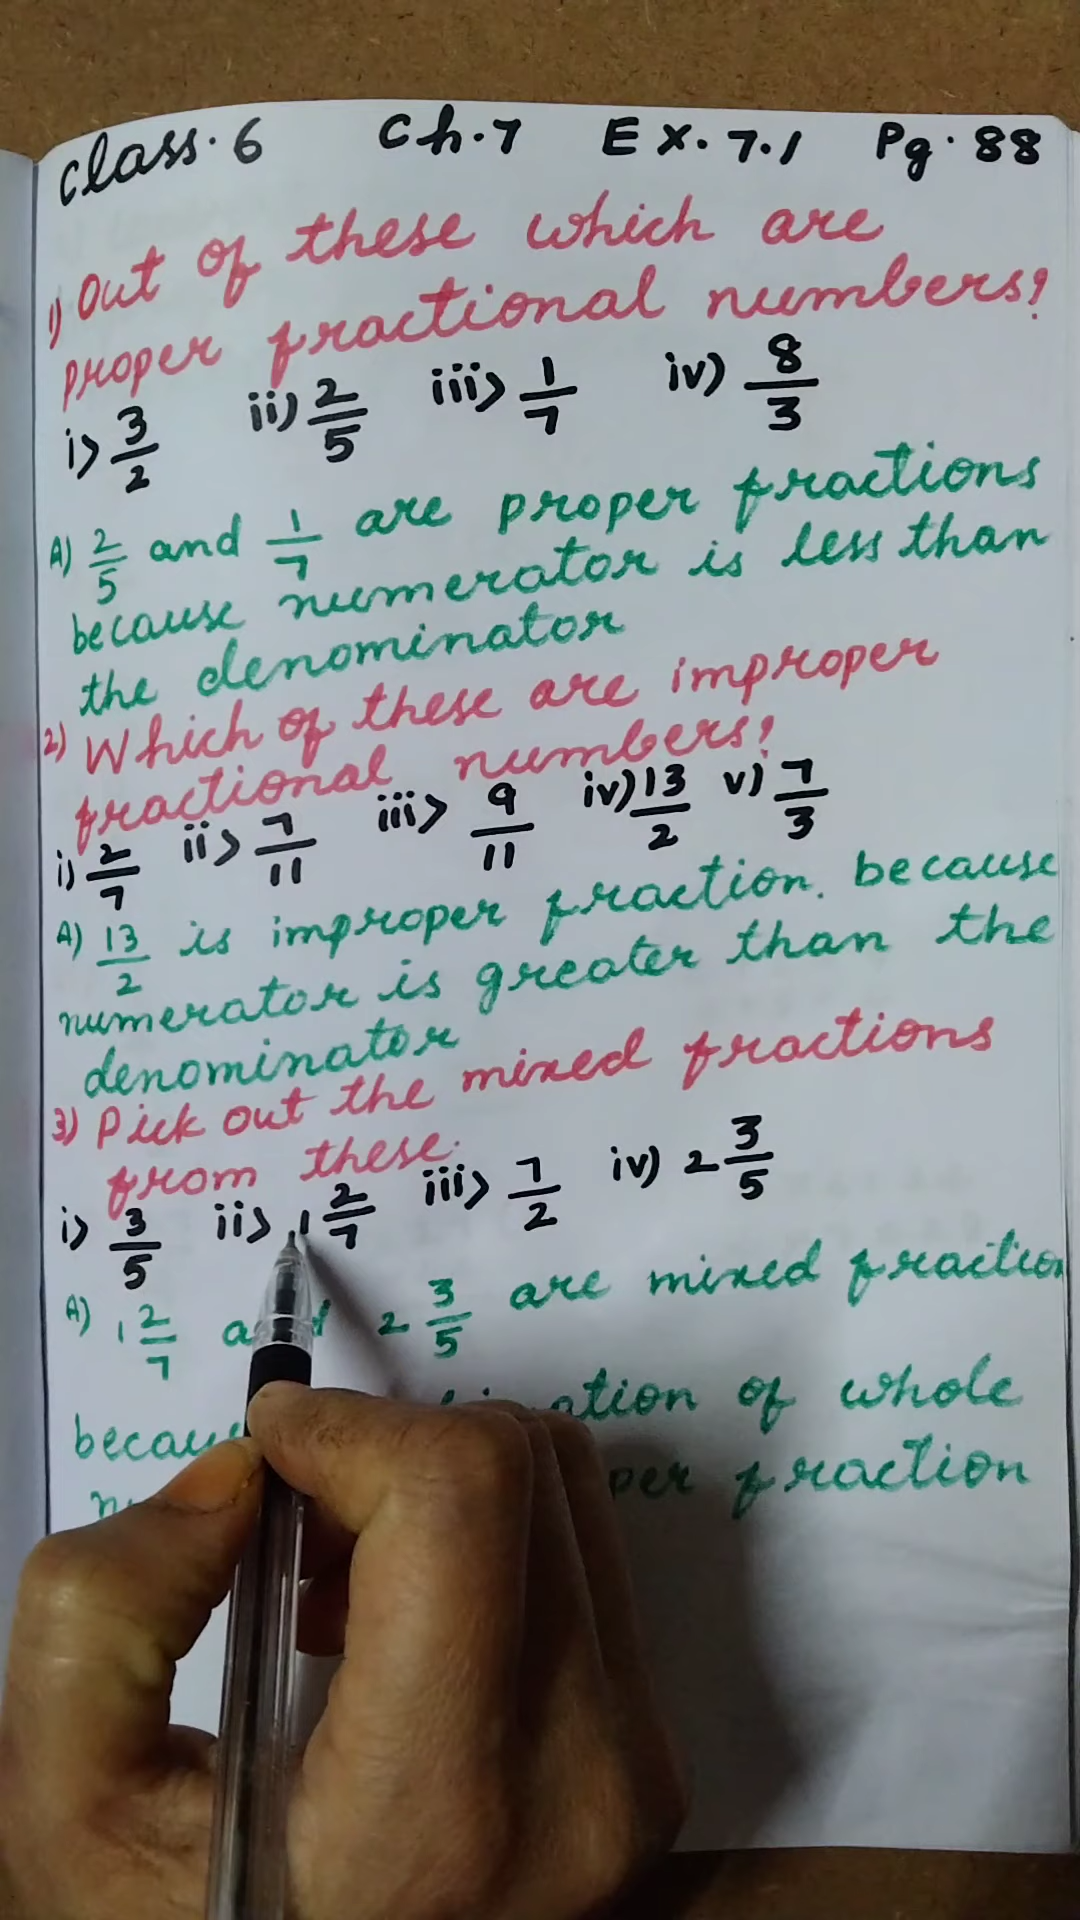 Class.6 Ch.7 Ex.7.1 Pg.88
1) Out of these which are
proper fractional numbers?
i> 3/2 ii) 2/5 iii> 1/7 iv) 8/3
A) 2/5 and 1/7 are proper fractions
because numerator is less than
the denominator
2) Which of these are improper
fractional numbers?
i) 2/7 ii> 7/11 iii> 9/11 iv) 13/2 v) 7/3
A) 13/2 is improper fraction. because
numerator is greater than the
denominator
3) Pick out the mixed fractions
from these.
i> 3/5 ii> 1 2/7 iii> 7/2 iv) 2 3/5
A) 1 2/7 2 3/5 are mixed fraction
of whole
fraction